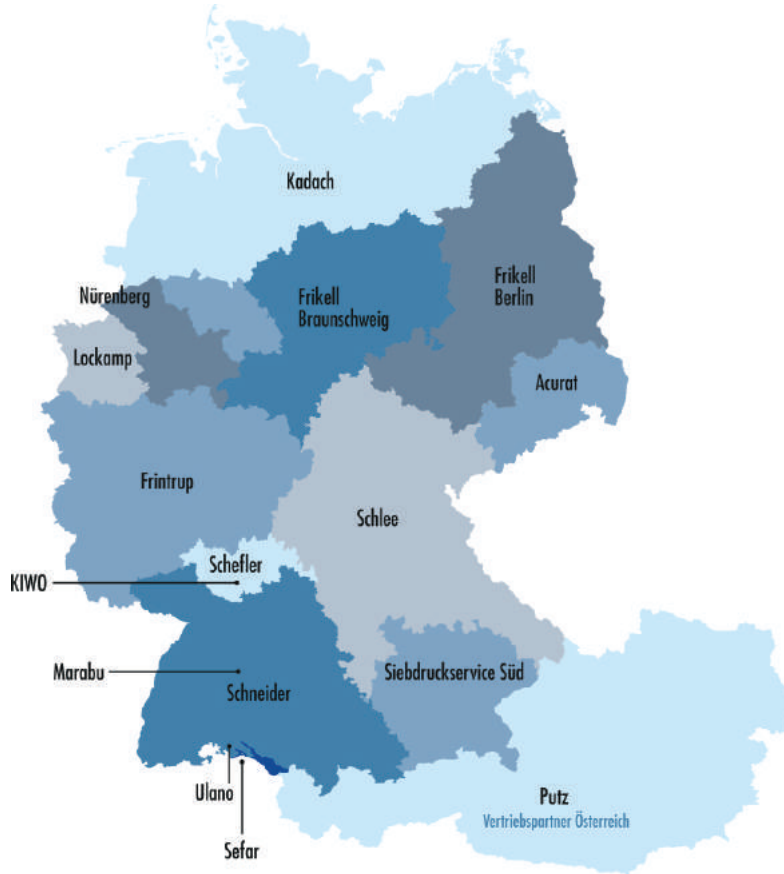 Kadach
Nürenberg
Frikell
Braunschweig
Frikell
Berlin
Lockamp
Acurat
Frintrup
Schlee
Schefler
KIWO
Marabu
Siebdruckservice Süd
Schneider
Ulano
Putz
Vertriebspartner Österreich
Sefar